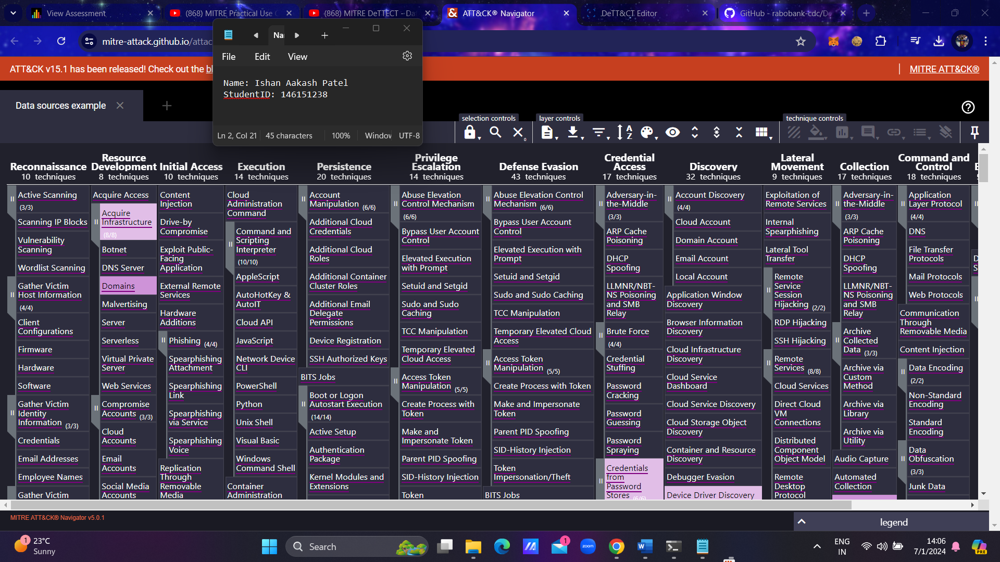 View Assessment
(868) MITRE Practical Use C
(868) MITRE DeTTECT - Da
ATT&CK® Navigator
DeTT&CT Editor
GitHub - rabobank-cdc/De
mitre-attack.github.io/attac
ATT&CK v15.1 has been released! Check out the bl
MITRE ATT&CK®
Na
File
Edit
View
Name: Ishan Aakash Patel
StudentID: 146151238
Ln 2, Col 21
45 characters
100%
Window
UTF-8
Data sources example
selection controls
layer controls
technique controls
0
Reconnaissance
10 techniques
Active Scanning
(3/3)
Scanning IP Blocks
Vulnerability
Scanning
Wordlist Scanning
Gather Victim
Host Information
(4/4)
Client
Configurations
Firmware
Hardware
Software
Gather Victim
Identity
Information (3/3)
Credentials
Email Addresses
Employee Names
Gather Victim
Resource
Development
8 techniques
Acquire Access
Acquire
Infrastructure
(8/8)
Botnet
DNS Server
Domains
Malvertising
Server
Serverless
Virtual Private
Server
Web Services
Compromise
Accounts (3/3)
Cloud
Accounts
Email
Accounts
Social Media
Accounts
Initial Access
10 techniques
Content
Injection
Drive-by
Compromise
Exploit Public-
Facing
Application
External Remote
Services
Hardware
Additions
Phishing (4/4)
Spearphishing
Attachment
Spearphishing
Link
Spearphishing
via Service
Spearphishing
Voice
Replication
Through
Removable
Media
Execution
14 techniques
Cloud
Administration
Command
Command and
Scripting
Interpreter
(10/10)
AppleScript
AutoHotKey &
AutoIT
Cloud API
JavaScript
Network Device
CLI
PowerShell
Python
Unix Shell
Visual Basic
Windows
Command Shell
Container
Administration
Persistence
20 techniques
Account
Manipulation (6/6)
Additional Cloud
Credentials
Additional Cloud
Roles
Additional Container
Cluster Roles
Additional Email
Delegate
Permissions
Device Registration
SSH Authorized Keys
BITS Jobs
Boot or Logon
Autostart Execution
(14/14)
Active Setup
Authentication
Package
Kernel Modules and
Extensions
Privilege
Escalation
14 techniques
Abuse Elevation
Control Mechanism
(6/6)
Bypass User Account
Control
Elevated Execution
with Prompt
Setuid and Setgid
Sudo and Sudo
Caching
TCC Manipulation
Temporary Elevated
Cloud Access
Access Token
Manipulation (5/5)
Create Process with
Token
Make and
Impersonate Token
Parent PID Spoofing
SID-History Injection
Token
Defense Evasion
43 techniques
Abuse Elevation Control
Mechanism (6/6)
Bypass User Account
Control
Elevated Execution with
Prompt
Setuid and Setgid
Sudo and Sudo Caching
TCC Manipulation
Temporary Elevated Cloud
Access
Access Token
Manipulation (5/5)
Create Process with Token
Make and Impersonate
Token
Parent PID Spoofing
SID-History Injection
Token
Impersonation/Theft
BITS Jobs
Credential
Access
17 techniques
Adversary-in-
the-Middle
(3/3)
ARP Cache
Poisoning
DHCP
Spoofing
LLMNR/NBT-
NS Poisoning
and SMB
Relay
Brute Force
(4/4)
Credential
Stuffing
Password
Cracking
Password
Guessing
Password
Spraying
Credentials
from
Password
Stores (6/6)
Discovery
32 techniques
Account Discovery
(4/4)
Cloud Account
Domain Account
Email Account
Local Account
Application Window
Discovery
Browser Information
Discovery
Cloud Infrastructure
Discovery
Cloud Service
Dashboard
Cloud Service Discovery
Cloud Storage Object
Discovery
Container and Resource
Discovery
Debugger Evasion
Device Driver Discovery
Lateral
Movement
9 techniques
Exploitation of
Remote Services
Internal
Spearphishing
Lateral Tool
Transfer
Remote
Service
Session
Hijacking (2/2)
RDP Hijacking
SSH Hijacking
Remote
Services (8/8)
Cloud Services
Direct Cloud
VM
Connections
Distributed
Component
Object Model
Remote
Desktop
Protocol
Collection
17 techniques
Adversary-in-
the-Middle
(3/3)
ARP Cache
Poisoning
DHCP
Spoofing
LLMNR/NBT-
NS Poisoning
and SMB
Relay
Archive
Collected
Data (3/3)
Archive via
Custom
Method
Archive via
Library
Archive via
Utility
Audio Capture
Automated
Collection
Command and
Control
18 techniques
Application
Layer Protocol
(4/4)
DNS
File Transfer
Protocols
Mail Protocols
Web Protocols
Communication
Through
Removable Media
Content Injection
Data Encoding
(2/2)
Non-Standard
Encoding
Standard
Encoding
Data
Obfuscation
(3/3)
Junk Data
MITRE ATT&CK® Navigator v5.0.1
legend
1
23°C
Sunny
Search
1
zoom
ENG
IN
14:06
7/1/2024
PRE